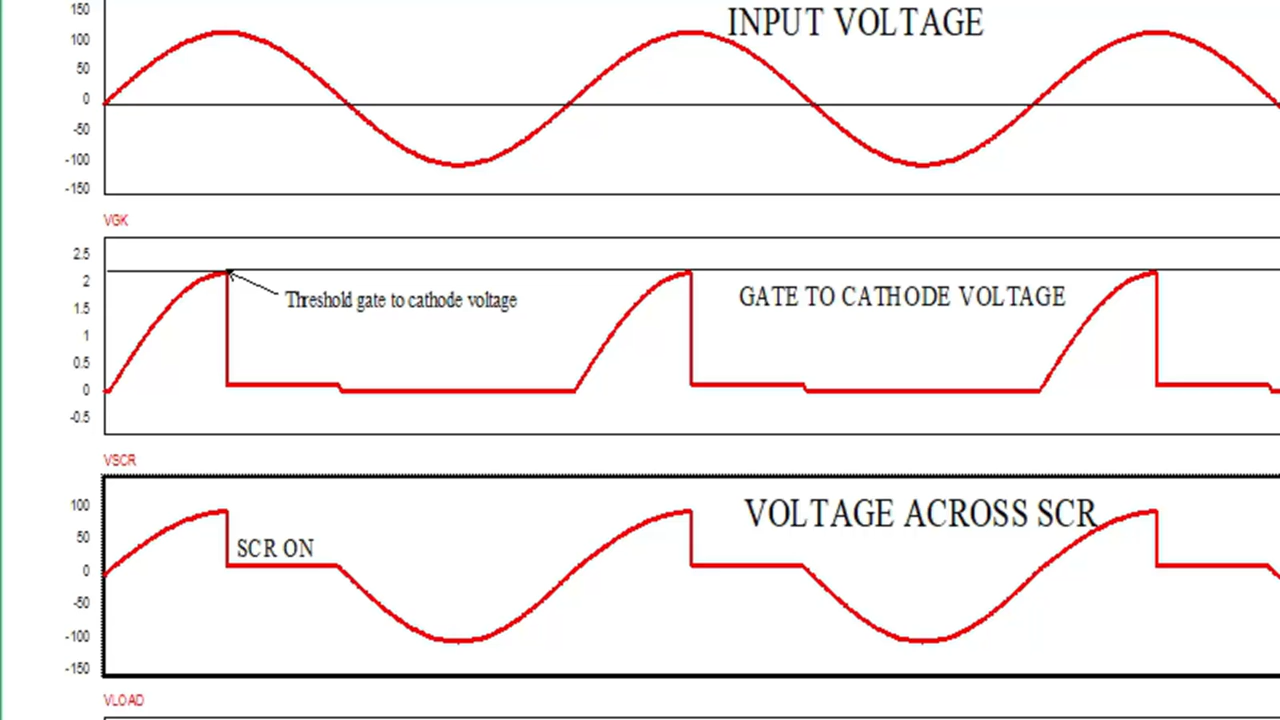 INPUT VOLTAGE
150
100
50
0
-50
-100
-150
VGK
2.5
2
1.5
1
0.5
0
-0.5
Threshold gate to cathode voltage
GATE TO CATHODE VOLTAGE
VSCR
100
50
0
-50
-100
-150
SCR ON
VOLTAGE ACROSS SCR
VLOAD